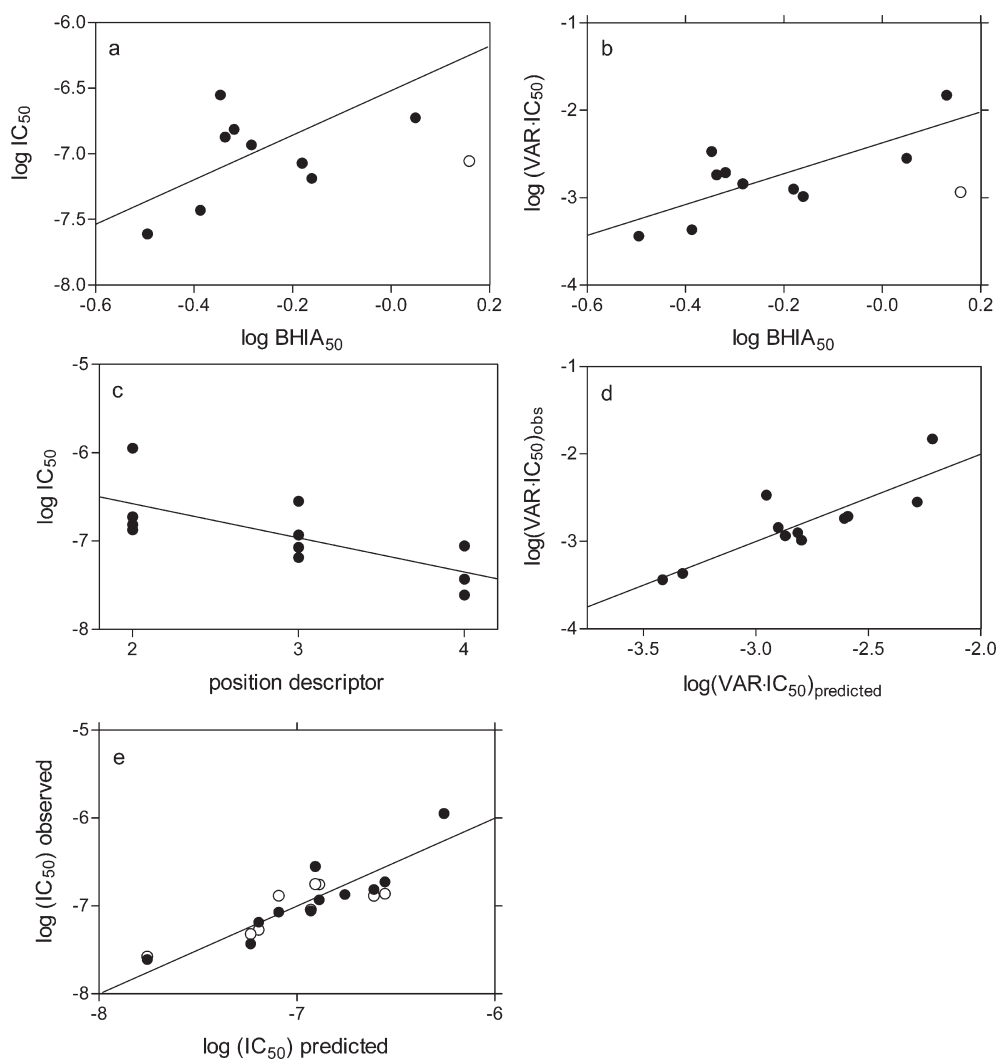 a
-6.0
-6.5
-7.0
-7.5
-8.0
log IC50
-0.6 -0.4 -0.2 -0.0 0.2
log BHIA50
b
-1
-2
-3
-4
log (VAR·IC50)
-0.6 -0.4 -0.2 -0.0 0.2
log BHIA50
c
-5
-6
-7
-8
log IC50
2 3 4
position descriptor
d
-1
-2
-3
-4
log(VAR·IC50)obs
-3.5 -3.0 -2.5 -2.0
log(VAR·IC50)predicted
e
-5
-6
-7
-8
log (IC50) observed
-8 -7 -6
log (IC50) predicted